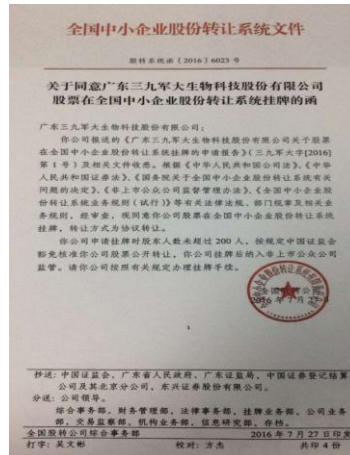 全国中小企业股份转让系统文件
股转系统函〔2016〕6023 号
关于同意广东三九军大生物科技股份有限公司
股票在全国中小企业股份转让系统挂牌的函
广东三九军大生物科技股份有限公司：
你公司报送的《广东三九军大生物科技股份有限公司关于股票
在全国中小企业股份转让系统挂牌的申请报告》（三九军大字[2016]
第 1 号）及相关文件收悉。根据《中华人民共和国公司法》、《中华
人民共和国证券法》、《国务院关于全国中小企业股份转让系统有关
问题的决定》、《非上市公众公司监督管理办法》、《全国中小企业股
份转让系统业务规则（试行）》等有关法律法规、部门规章及相关业
务规则，经审查，现同意你公司股票在全国中小企业股份转让系统
挂牌，转让方式为协议转让。
你公司申请挂牌时股东人数未超过 200 人，按规定中国证监会
豁免核准你公司股票公开转让，你公司挂牌后纳入非上市公众公司
监管。请你公司按照有关规定办理挂牌手续。
2016 年 7 月
1
抄送：中国证监会，广东省人民政府，广东证监局，中国证券登记结算
公司及其北京分公司，东兴证券股份有限公司。
分送：公司领导。
综合事务部，财务管理部，法律事务部，挂牌业务部，公司业务
部，交易监察部，机构业务部，信息研究部，存档。
全国股转公司综合事务部 2016 年 7 月 27 日印发
打字：吴文彬 校对：方杰 共印 4 份